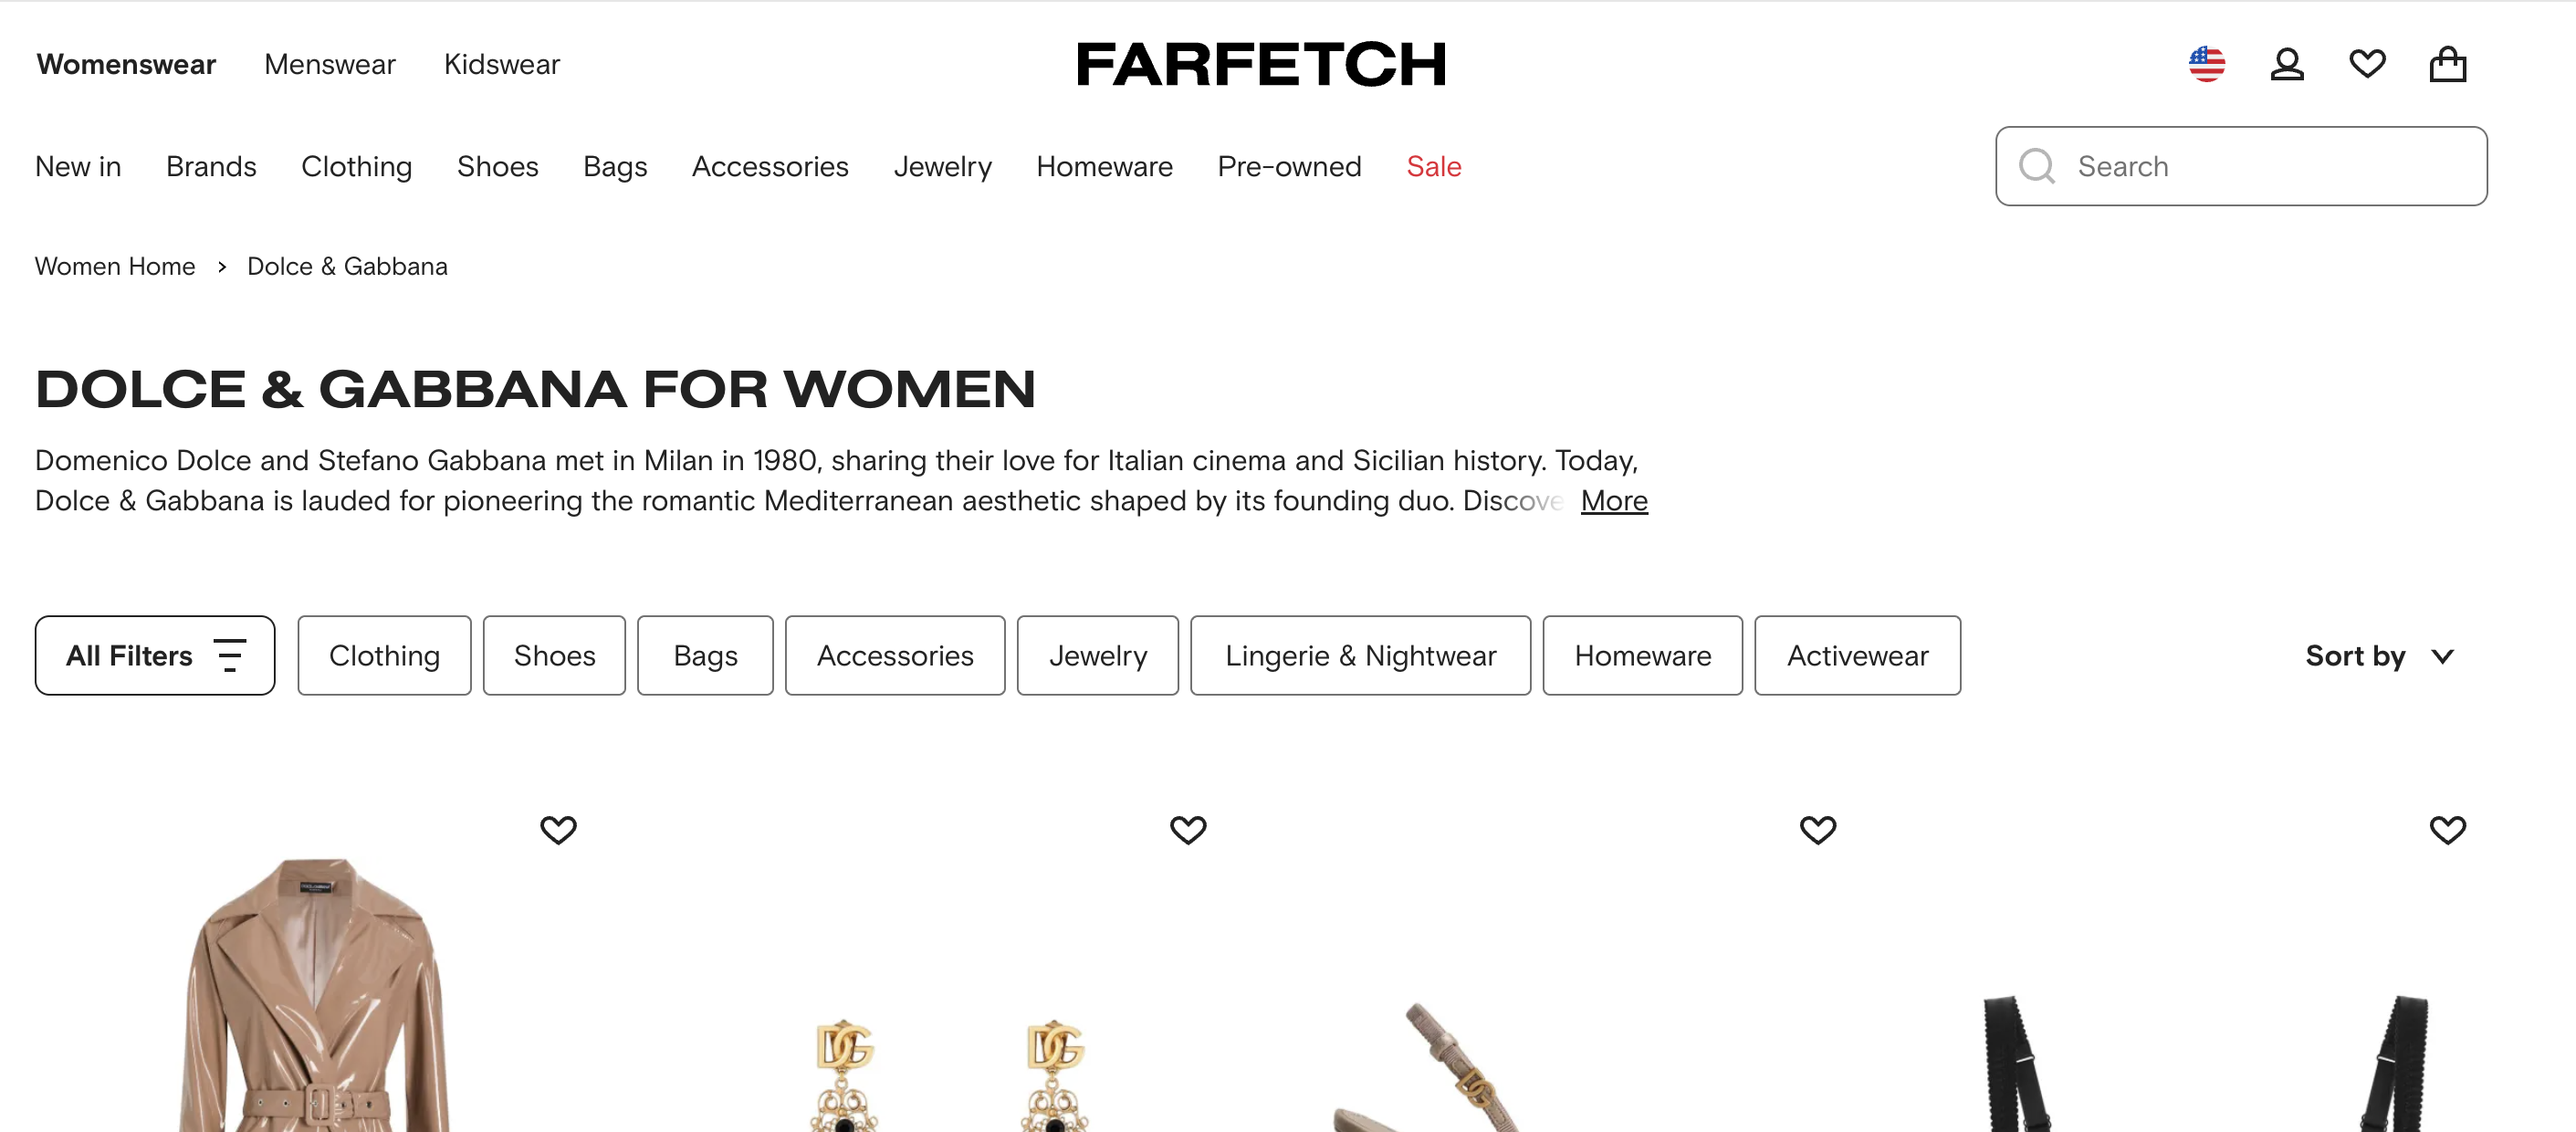 Womenswear Menswear Kidswear FARFETCH
New in Brands Clothing Shoes Bags Accessories Jewelry Homeware Pre-owned Sale Search
Women Home > Dolce & Gabbana
DOLCE & GABBANA FOR WOMEN
Domenico Dolce and Stefano Gabbana met in Milan in 1980, sharing their love for Italian cinema and Sicilian history. Today,
Dolce & Gabbana is lauded for pioneering the romantic Mediterranean aesthetic shaped by its founding duo. Discove More
All Filters Clothing Shoes Bags Accessories Jewelry Lingerie & Nightwear Homeware Activewear Sort by
DG DG
DG